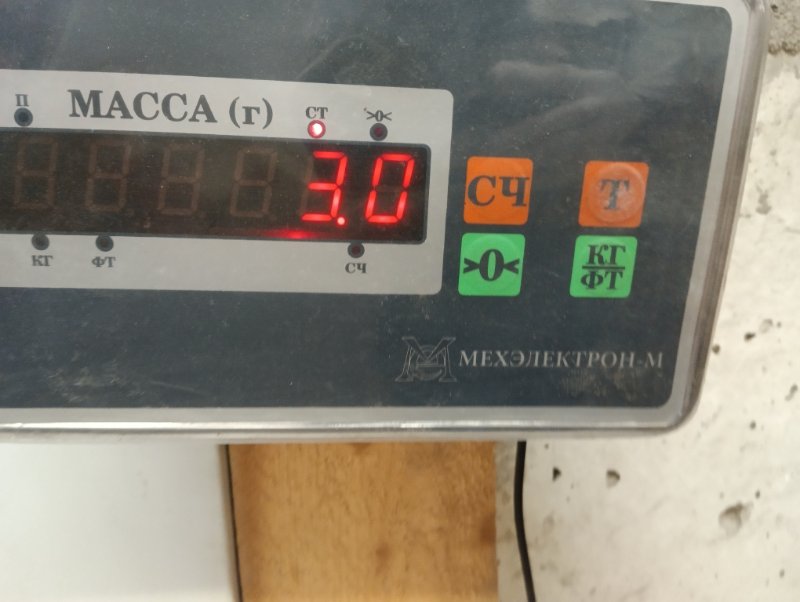 П МАССА (г) СТ >0<
3.0
КГ ФТ СЧ
СЧ Т
>0< КГ/ФТ
МЕХЭЛЕКТРОН-М